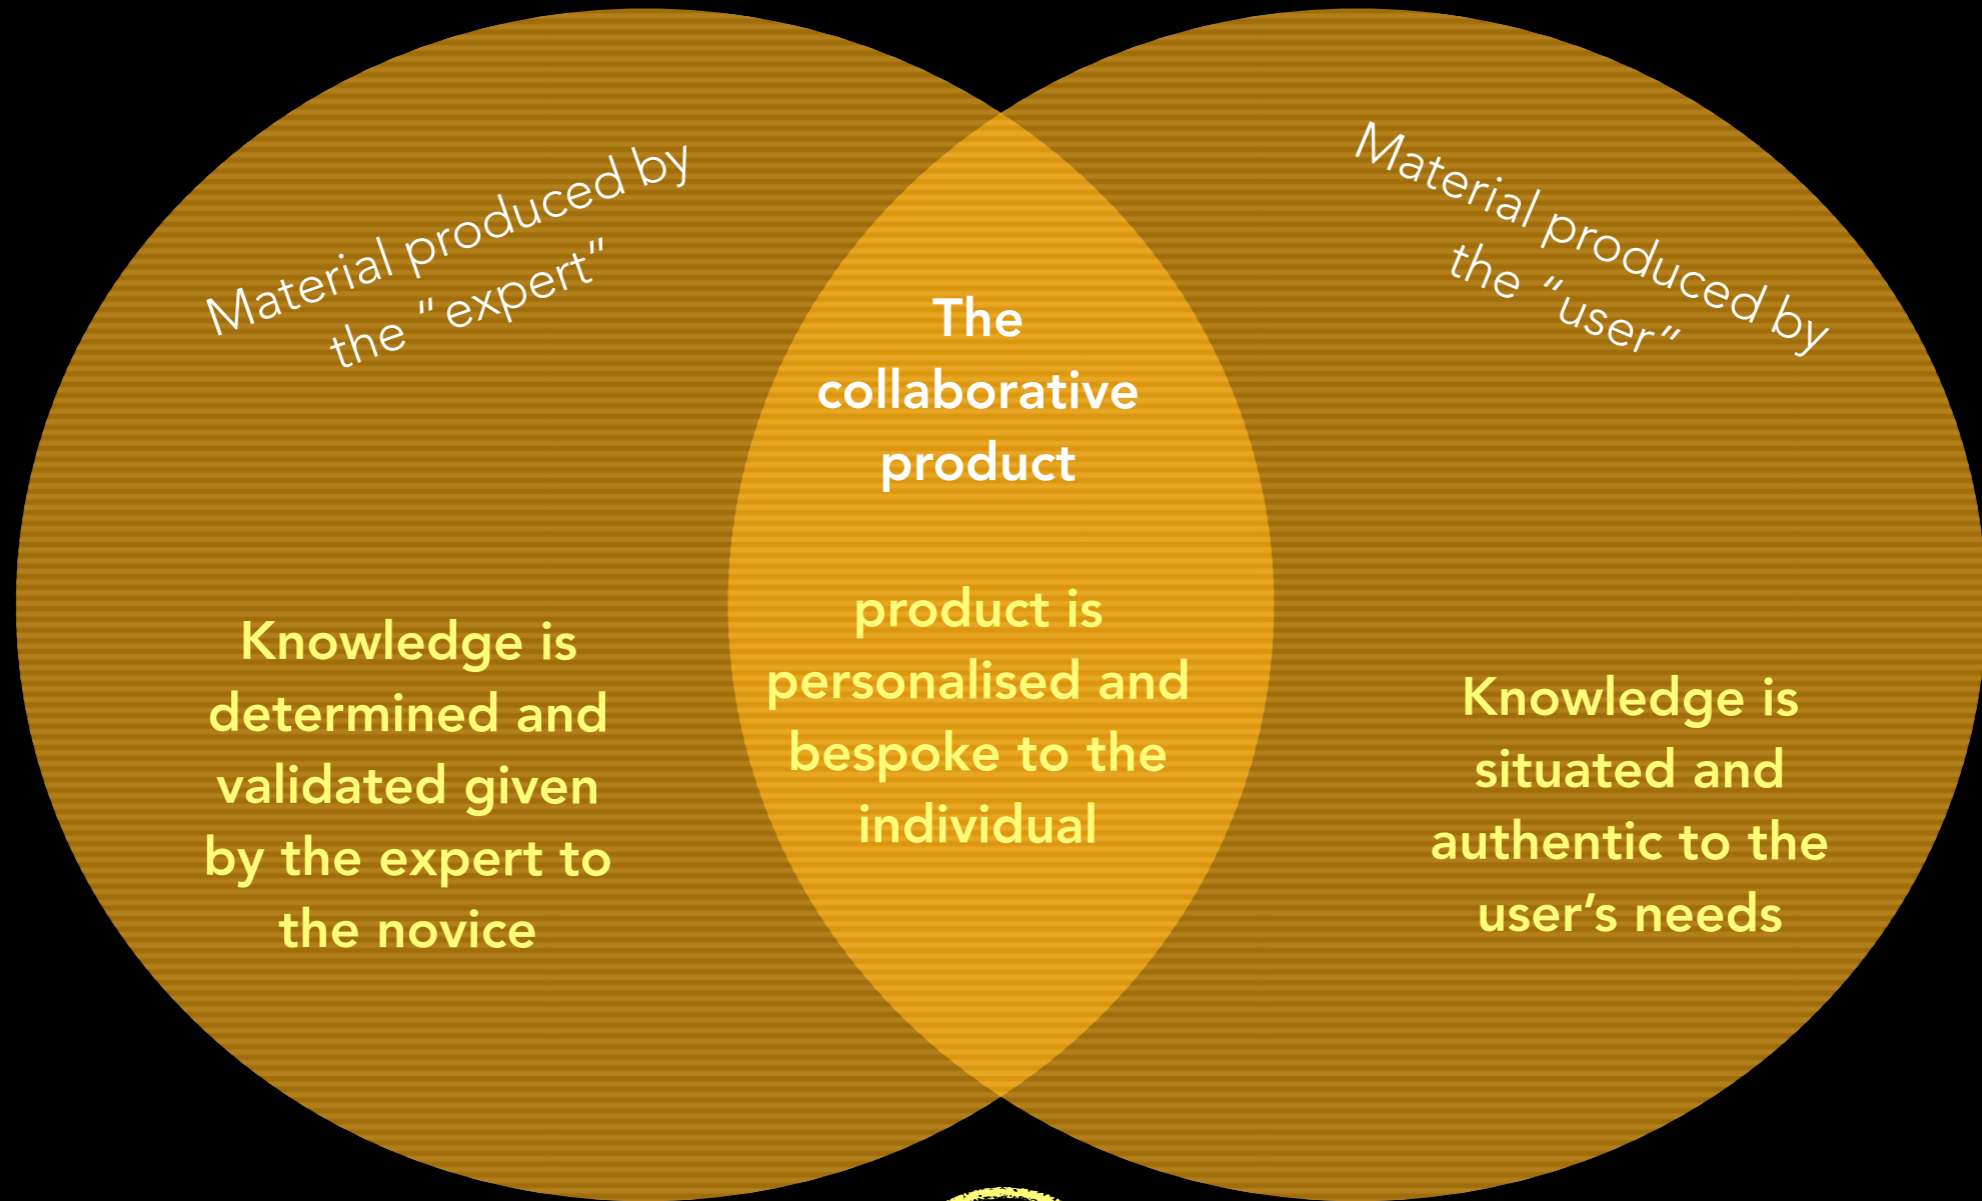 Material produced by
the “expert”
Knowledge is
determined and
validated given
by the expert to
the novice
The
collaborative
product
product is
personalised and
bespoke to the
individual
Material produced by
the “user”
Knowledge is
situated and
authentic to the
user’s needs